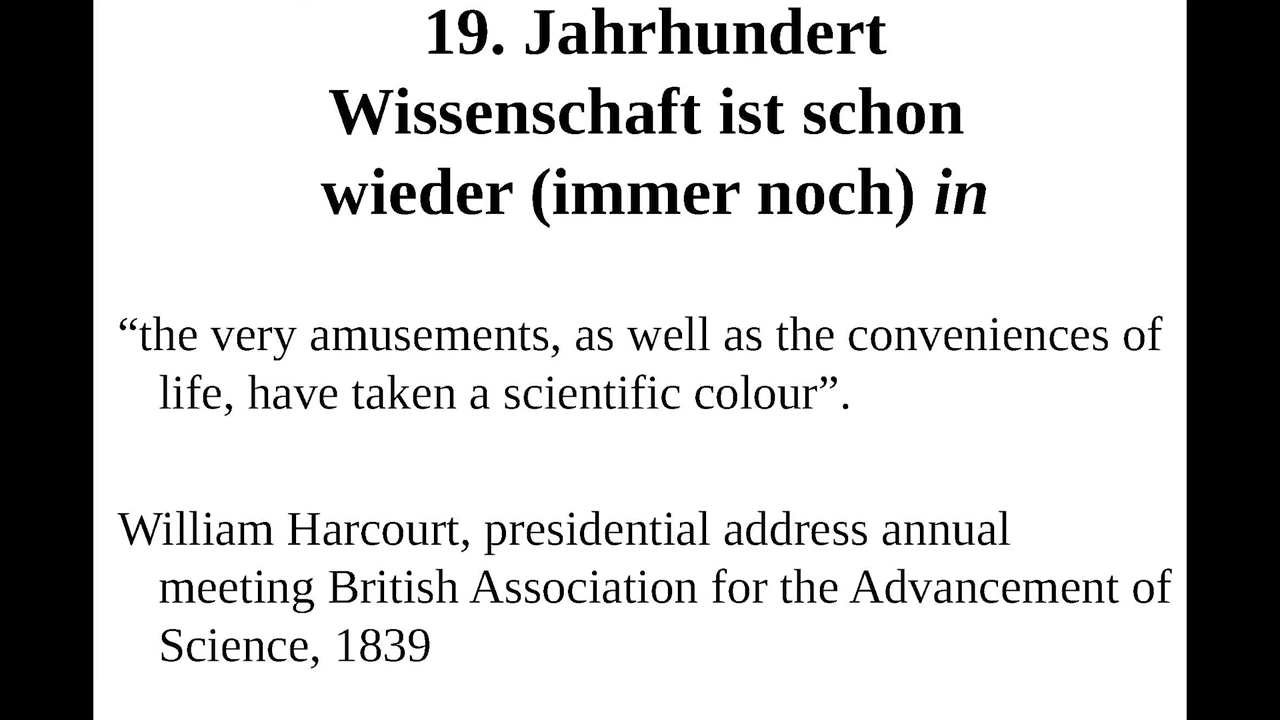 19. Jahrhundert
Wissenschaft ist schon
wieder (immer noch) in
“the very amusements, as well as the conveniences of
life, have taken a scientific colour”.
William Harcourt, presidential address annual
meeting British Association for the Advancement of
Science, 1839